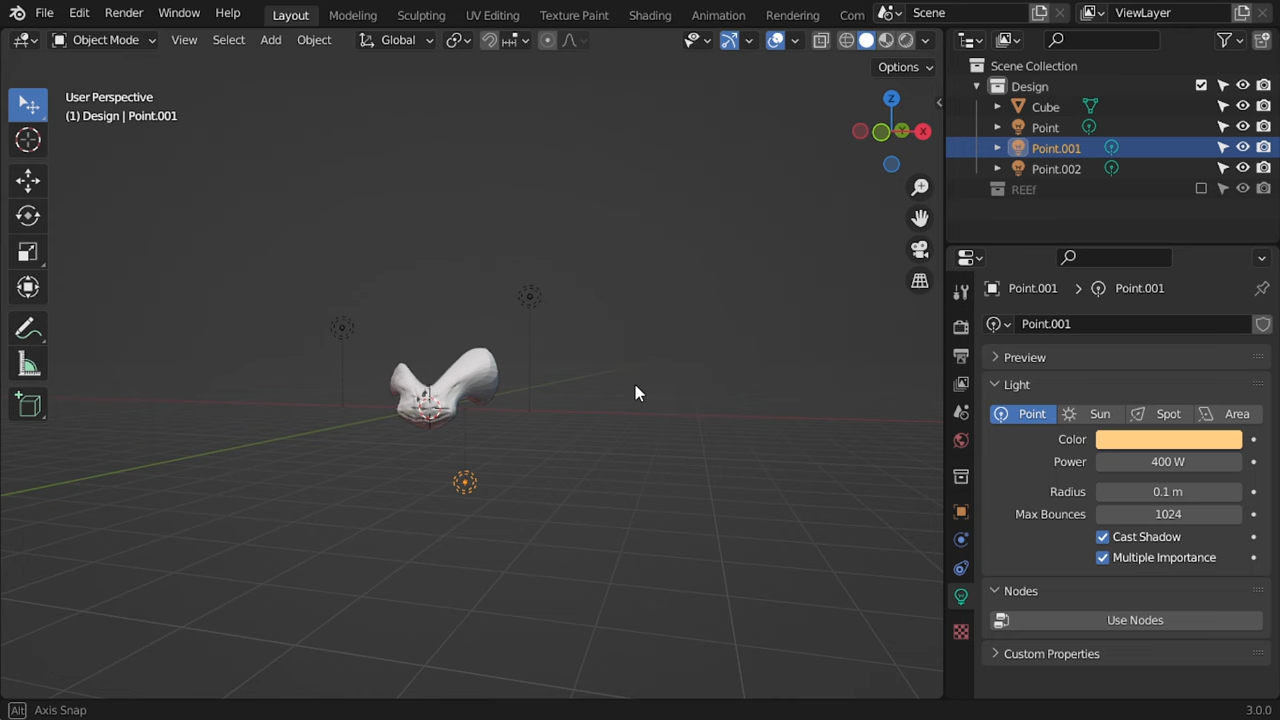 File Edit Render Window Help Layout Modeling Sculpting UV Editing Texture Paint Shading Animation Rendering Com Scene ViewLayer
Object Mode View Select Add Object Global
Options
User Perspective
(1) Design | Point.001
Z
Y
X
Scene Collection
Design
Cube
Point
Point.001
Point.002
REEf
Point.001 Point.001
Point.001
Preview
Light
Point Sun Spot Area
Color
Power 400 W
Radius 0.1 m
Max Bounces 1024
Cast Shadow
Multiple Importance
Nodes
Use Nodes
Custom Properties
Alt Axis Snap 3.0.0